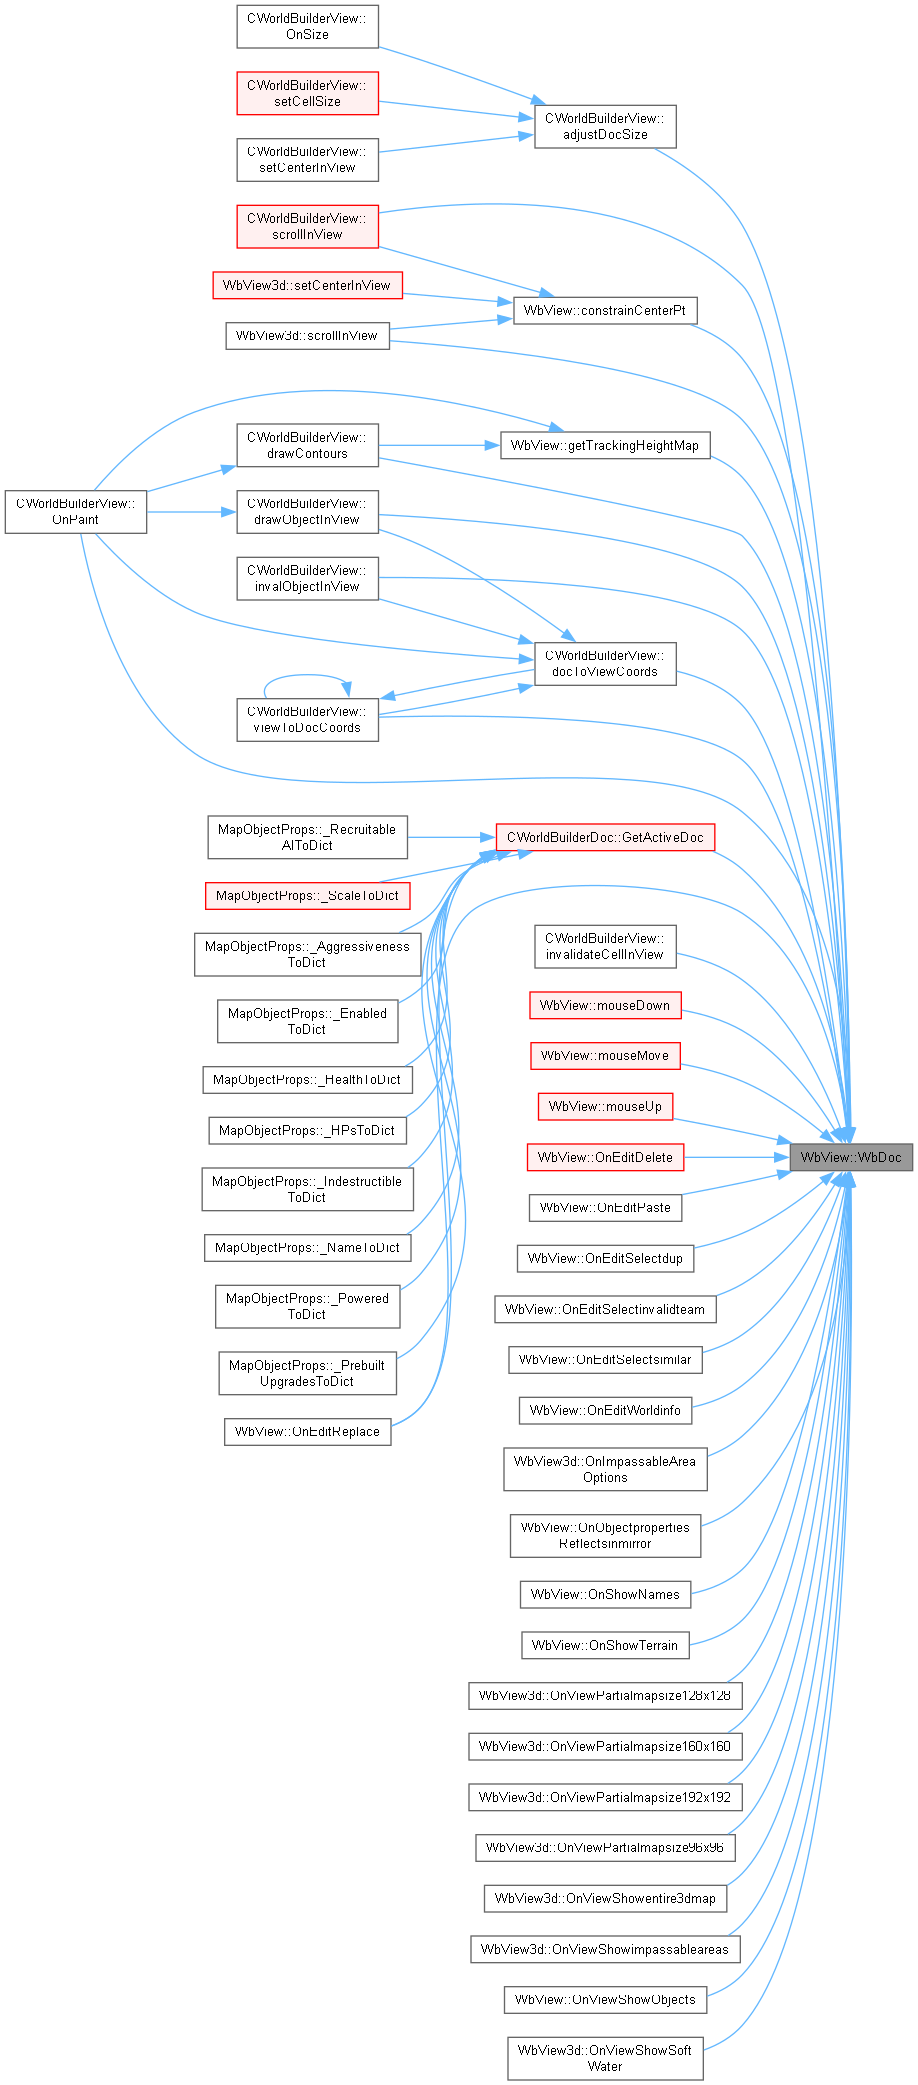 CWorldBuilderView::
OnSize
CWorldBuilderView::
setCellSize
CWorldBuilderView::
adjustDocSize
CWorldBuilderView::
setCenterInView
CWorldBuilderView::
scrollInView
WbView3d::setCenterInView
WbView::constrainCenterPt
WbView3d::scrollInView
CWorldBuilderView::
drawContours
WbView::getTrackingHeightMap
CWorldBuilderView::
OnPaint
CWorldBuilderView::
drawObjectInView
CWorldBuilderView::
invalObjectInView
CWorldBuilderView::
docToViewCoords
CWorldBuilderView::
viewToDocCoords
MapObjectProps::_Recruitable
AIToDict
CWorldBuilderDoc::GetActiveDoc
MapObjectProps::_ScaleToDict
MapObjectProps::_Aggressiveness
ToDict
CWorldBuilderView::
invalidateCellInView
MapObjectProps::_Enabled
ToDict
WbView::mouseDown
WbView::mouseMove
MapObjectProps::_HealthToDict
WbView::mouseUp
MapObjectProps::_HPsToDict
WbView::OnEditDelete
WbView::WbDoc
MapObjectProps::_Indestructible
ToDict
WbView::OnEditPaste
MapObjectProps::_NameToDict
WbView::OnEditSelectdup
MapObjectProps::_Powered
ToDict
WbView::OnEditSelectinvalidteam
MapObjectProps::_Prebuilt
UpgradesToDict
WbView::OnEditSelectsimilar
WbView::OnEditReplace
WbView::OnEditWorldinfo
WbView3d::OnImpassableArea
Options
WbView::OnObjectproperties
Reflectsinmirror
WbView::OnShowNames
WbView::OnShowTerrain
WbView3d::OnViewPartialmapsize128x128
WbView3d::OnViewPartialmapsize160x160
WbView3d::OnViewPartialmapsize192x192
WbView3d::OnViewPartialmapsize96x96
WbView3d::OnViewShowentire3dmap
WbView3d::OnViewShowimpassableareas
WbView::OnViewShowObjects
WbView3d::OnViewShowSoft
Water